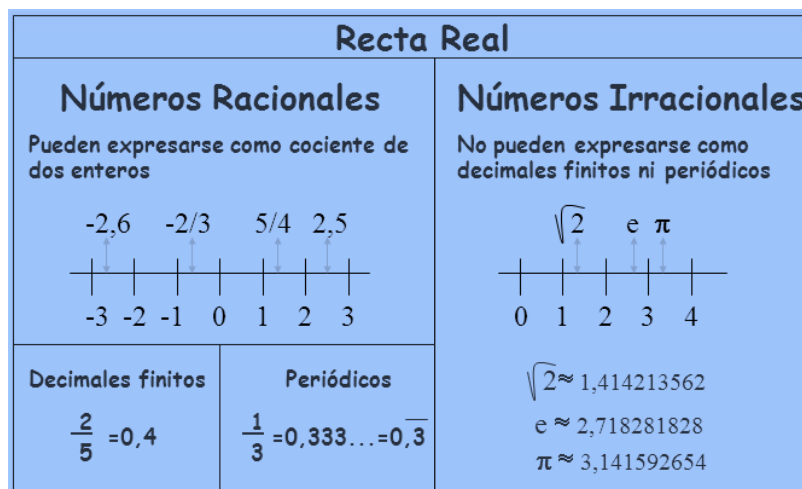 Recta Real
Números Racionales
Pueden expresarse como cociente de
dos enteros
-2,6 -2/3 5/4 2,5
-3 -2 -1 0 1 2 3
Decimales finitos
2/5 =0,4
Periódicos
1/3 =0,333...=0,3̅
Números Irracionales
No pueden expresarse como
decimales finitos ni periódicos
√2 e π
0 1 2 3 4
√2≈ 1,414213562
e ≈ 2,718281828
π ≈ 3,141592654